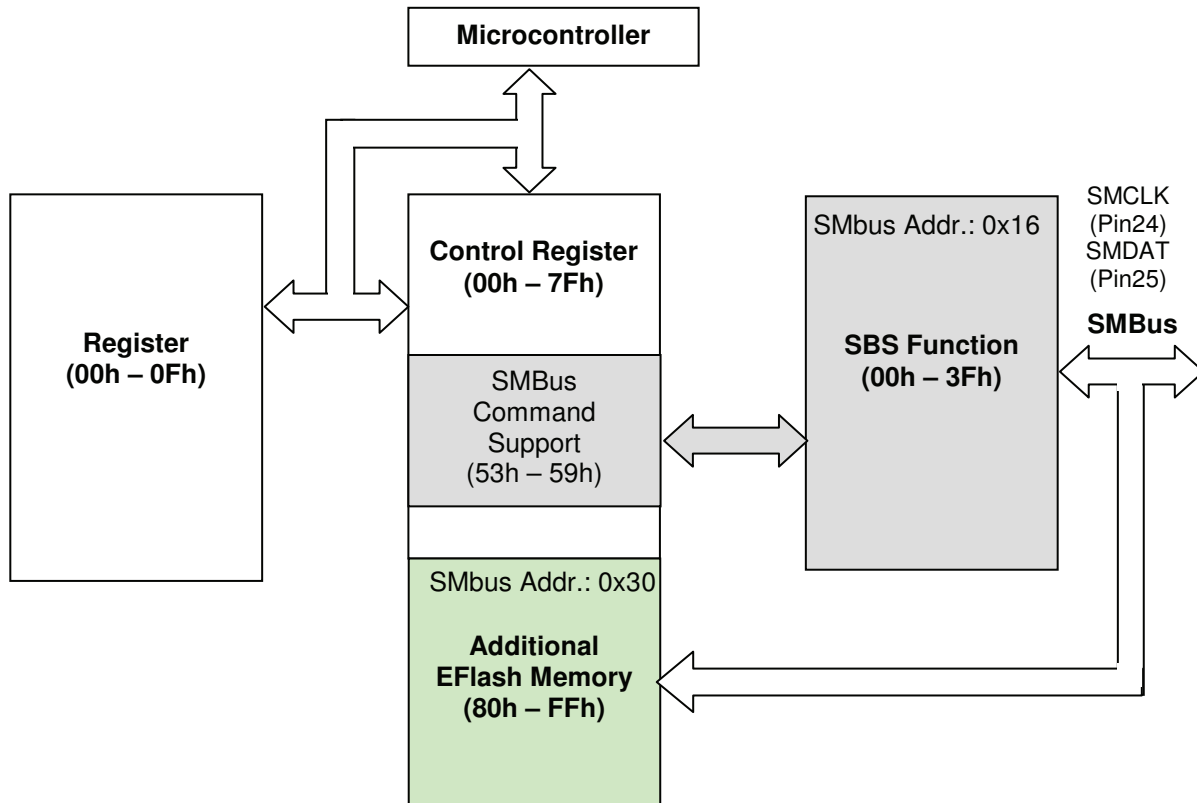 Microcontroller
Register
(00h – 0Fh)
Control Register
(00h – 7Fh)
SMBus
Command
Support
(53h – 59h)
SMbus Addr.: 0x30
Additional
EFlash Memory
(80h – FFh)
SMbus Addr.: 0x16
SBS Function
(00h – 3Fh)
SMCLK
(Pin24)
SMDAT
(Pin25)
SMBus